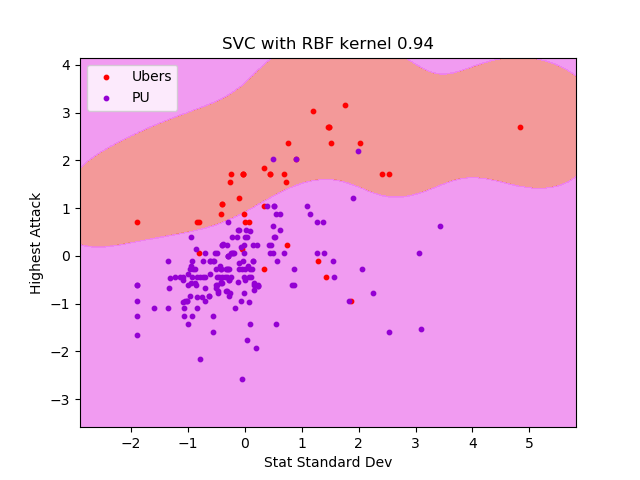 SVC with RBF kernel 0.94
Ubers
PU
Highest Attack
4
3
2
1
0
−1
−2
−3
−2 −1 0 1 2 3 4 5
Stat Standard Dev